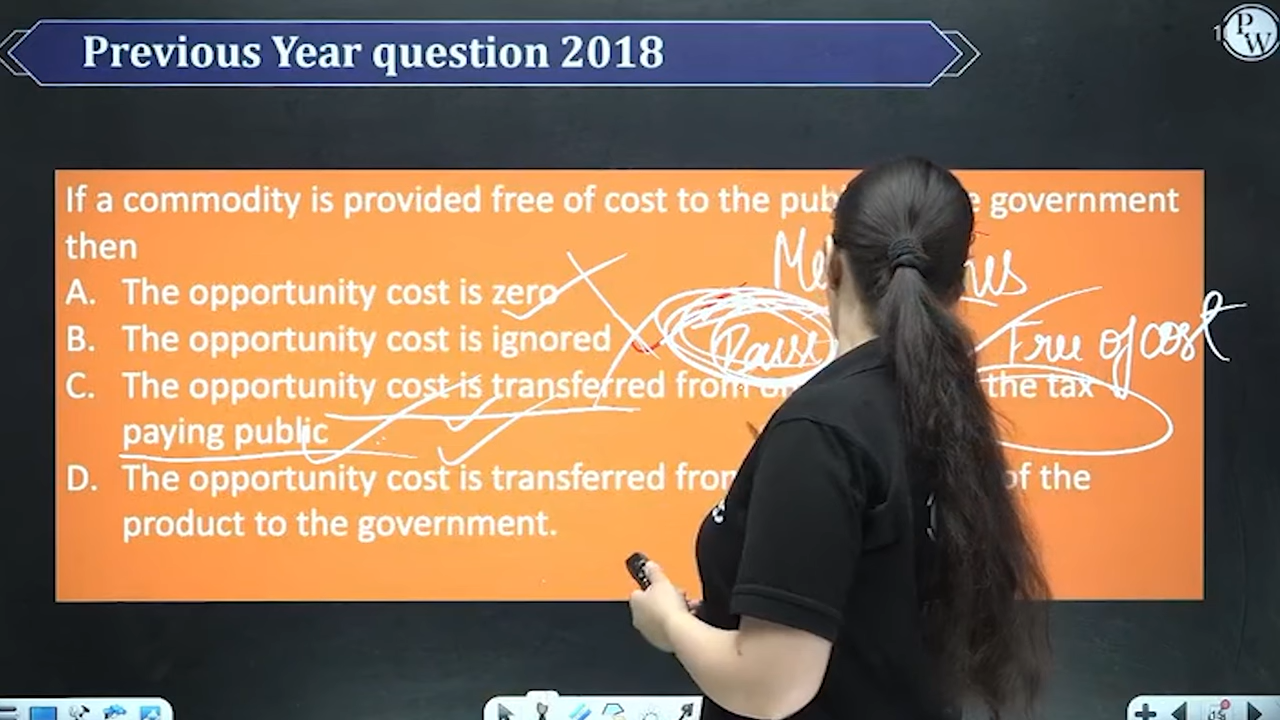 Previous Year question 2018
PW
If a commodity is provided free of cost to the government
then
A. The opportunity cost is zero
B. The opportunity cost is ignored
C. The opportunity cost is transferred from the tax
paying public
D. The opportunity cost is transferred of the
product to the government.
Free of cost